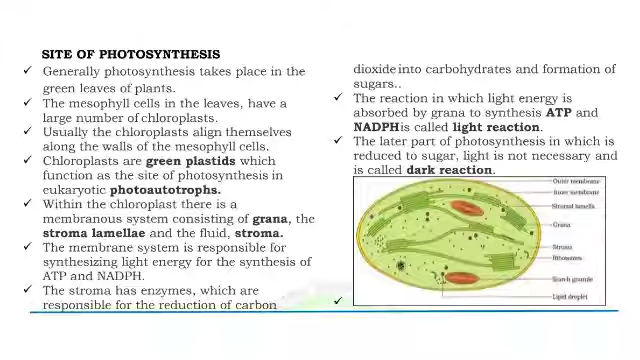 SITE OF PHOTOSYNTHESIS
✓ Generally photosynthesis takes place in the
green leaves of plants.
✓ The mesophyll cells in the leaves, have a
large number of chloroplasts.
✓ Usually the chloroplasts align themselves
along the walls of the mesophyll cells.
✓ Chloroplasts are green plastids which
function as the site of photosynthesis in
eukaryotic photoautotrophs.
✓ Within the chloroplast there is a
membranous system consisting of grana, the
stroma lamellae and the fluid, stroma.
✓ The membrane system is responsible for
synthesizing light energy for the synthesis of
ATP and NADPH.
✓ The stroma has enzymes, which are
responsible for the reduction of carbon
dioxide into carbohydrates and formation of
sugars..
✓ The reaction in which light energy is
absorbed by grana to synthesis ATP and
NADPH is called light reaction.
✓ The later part of photosynthesis in which is
reduced to sugar, light is not necessary and
is called dark reaction.
Outer membrane
Inner membrane
Stromal lamella
Grana
Stroma
Ribosomes
Starch granule
Lipid droplet
✓